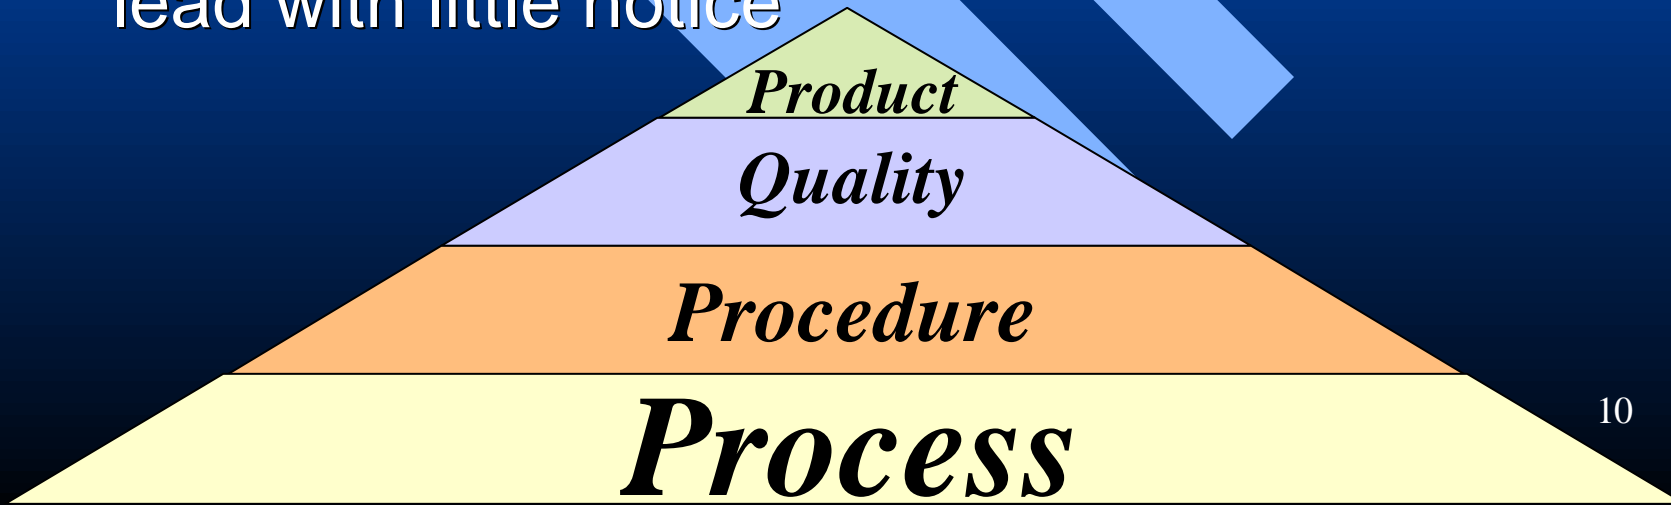 lead with little notice
Product
Quality
Procedure
Process
10